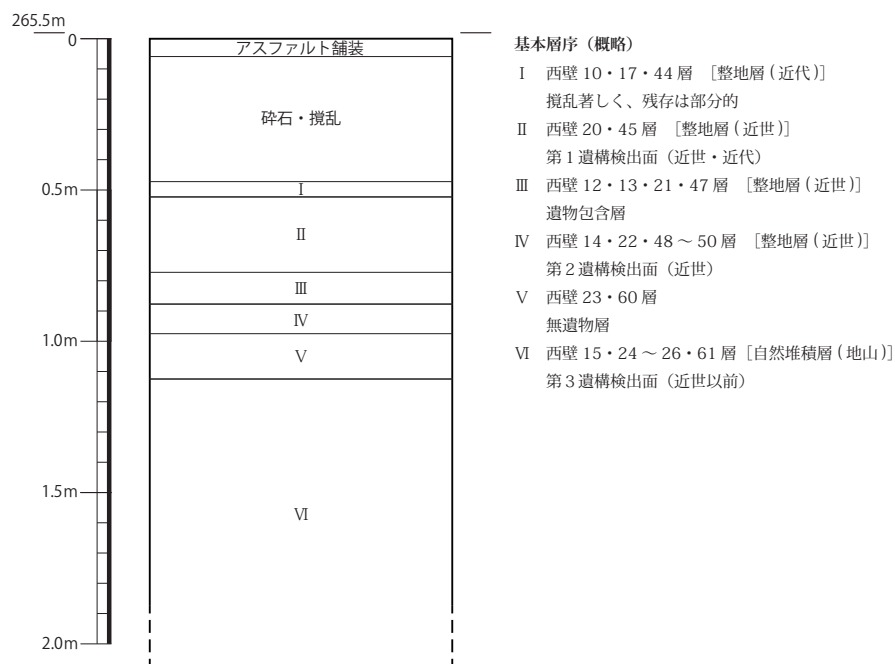 265.5m
0
アスファルト舗装
砕石・撹乱
0.5m
Ⅰ
Ⅱ
Ⅲ
Ⅳ
1.0m
Ⅴ
1.5m
Ⅵ
2.0m
基本層序（概略）
Ⅰ 西壁 10・17・44 層 ［整地層 ( 近代 )］
撹乱著しく、残存は部分的
Ⅱ 西壁 20・45 層 ［整地層 ( 近世 )］
第１遺構検出面（近世・近代）
Ⅲ 西壁 12・13・21・47 層 ［整地層 ( 近世 )］
遺物包含層
Ⅳ 西壁 14・22・48 ～ 50 層 ［整地層 ( 近世 )］
第２遺構検出面（近世）
Ⅴ 西壁 23・60 層
無遺物層
Ⅵ 西壁 15・24 ～ 26・61 層［自然堆積層 ( 地山 )］
第３遺構検出面（近世以前）